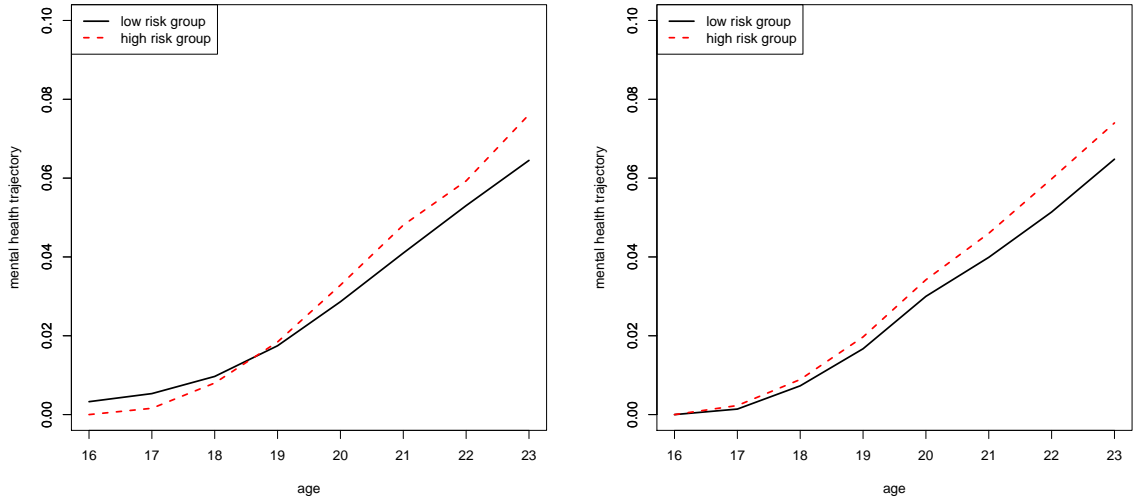 low risk group
high risk group
mental health trajectory
0.10
0.08
0.06
0.04
0.02
0.00
16 17 18 19 20 21 22 23
age
low risk group
high risk group
mental health trajectory
0.10
0.08
0.06
0.04
0.02
0.00
16 17 18 19 20 21 22 23
age